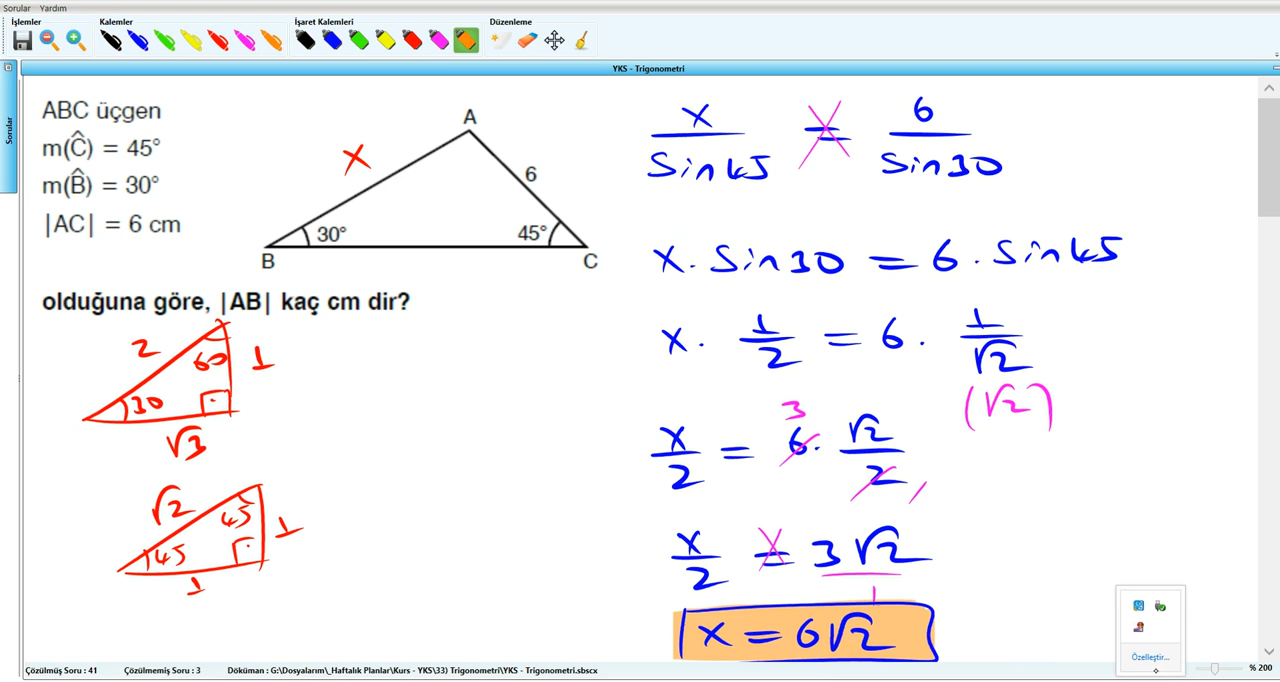 Sorular Yardım
İşlemler Kalemler İşaret Kalemleri Düzenleme
YKS - Trigonometri
Sorular
ABC üçgen
m(Ĉ) = 45°
m(B̂) = 30°
|AC| = 6 cm
A
x
6
30°
45°
B
C
olduğuna göre, |AB| kaç cm dir?
2
60
1
30
√3
√2
45
1
45
1
x/Sin45 = 6/Sin30
x . Sin30 = 6 . Sin45
x . 1/2 = 6 . 1/√2
(√2)
3
x/2 = 6 . √2/2
1
x/2 = 3√2
1
x = 6√2
Özelleştir...
Çözülmüş Soru : 41 Çözülmemiş Soru : 3 Döküman : G:\Dosyalarım\_Haftalık Planlar\Kurs - YKS\33) Trigonometri\YKS - Trigonometri.sbscx % 200